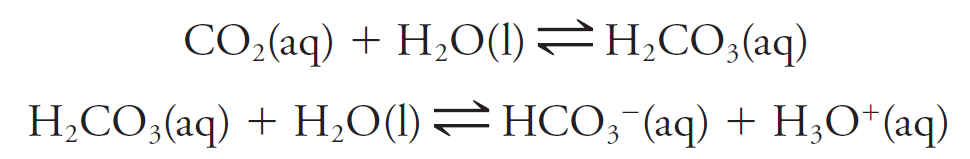 CO₂(aq) + H₂O(l) ⇌ H₂CO₃(aq)
H₂CO₃(aq) + H₂O(l) ⇌ HCO₃⁻(aq) + H₃O⁺(aq)